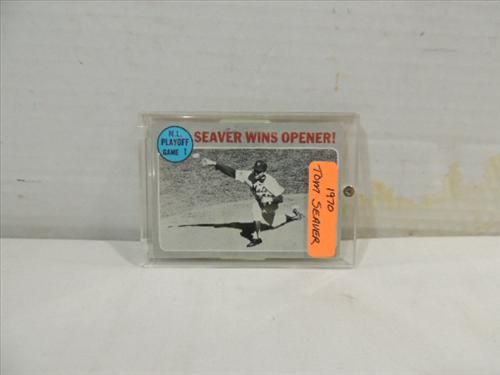 N.L.
PLAYOFF
GAME 1
SEAVER WINS OPENER!
1970
TOM SEAVER